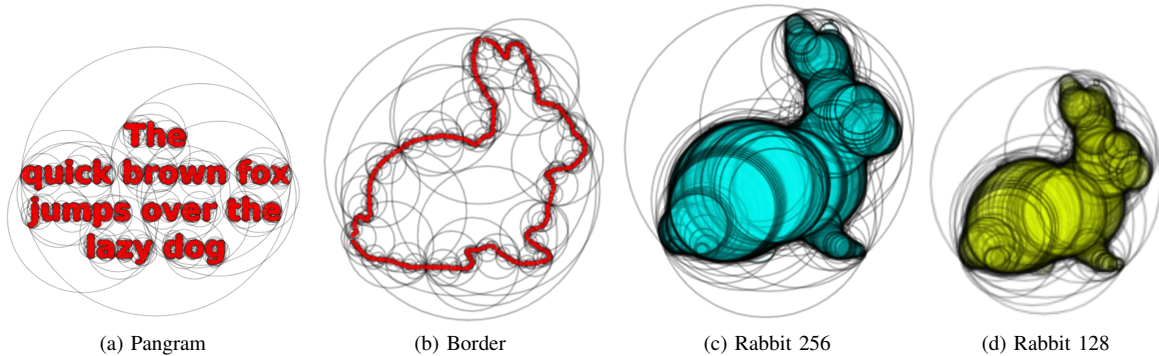 The
quick brown fox
jumps over the
lazy dog
(a) Pangram
(b) Border
(c) Rabbit 256
(d) Rabbit 128